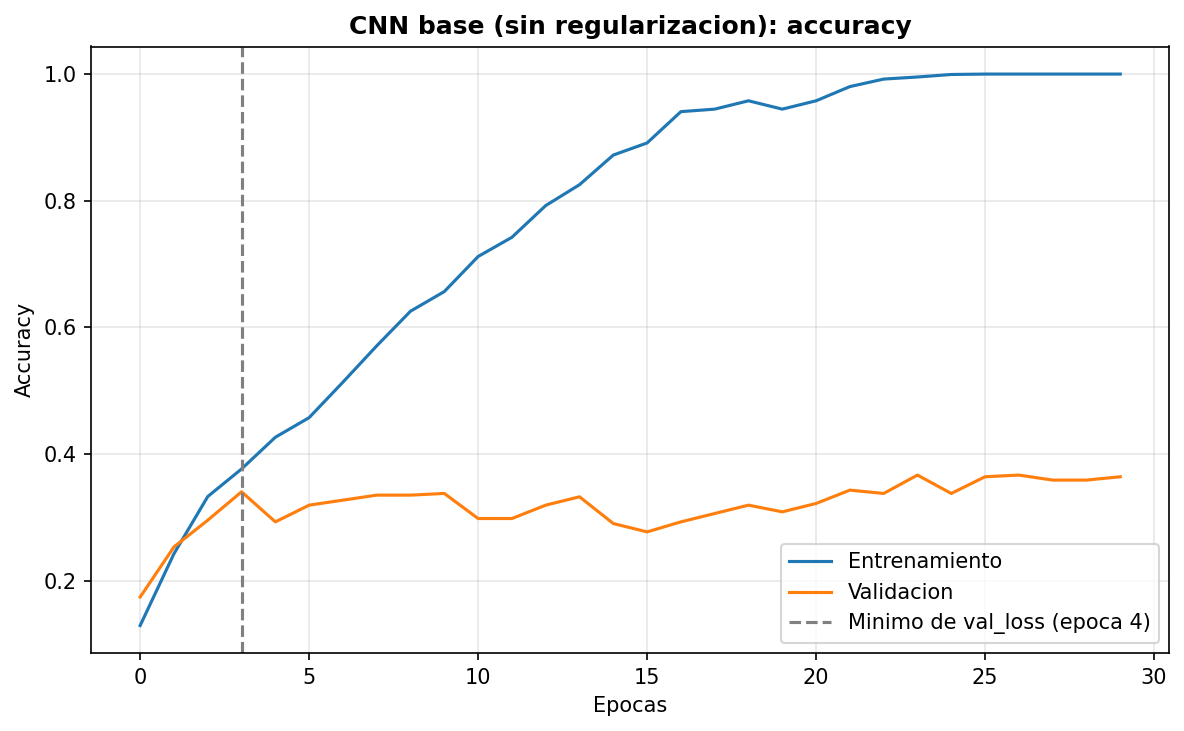 CNN base (sin regularizacion): accuracy
Accuracy
1.0
0.8
0.6
0.4
0.2
0 5 10 15 20 25 30
Epocas
Entrenamiento
Validacion
Minimo de val_loss (epoca 4)